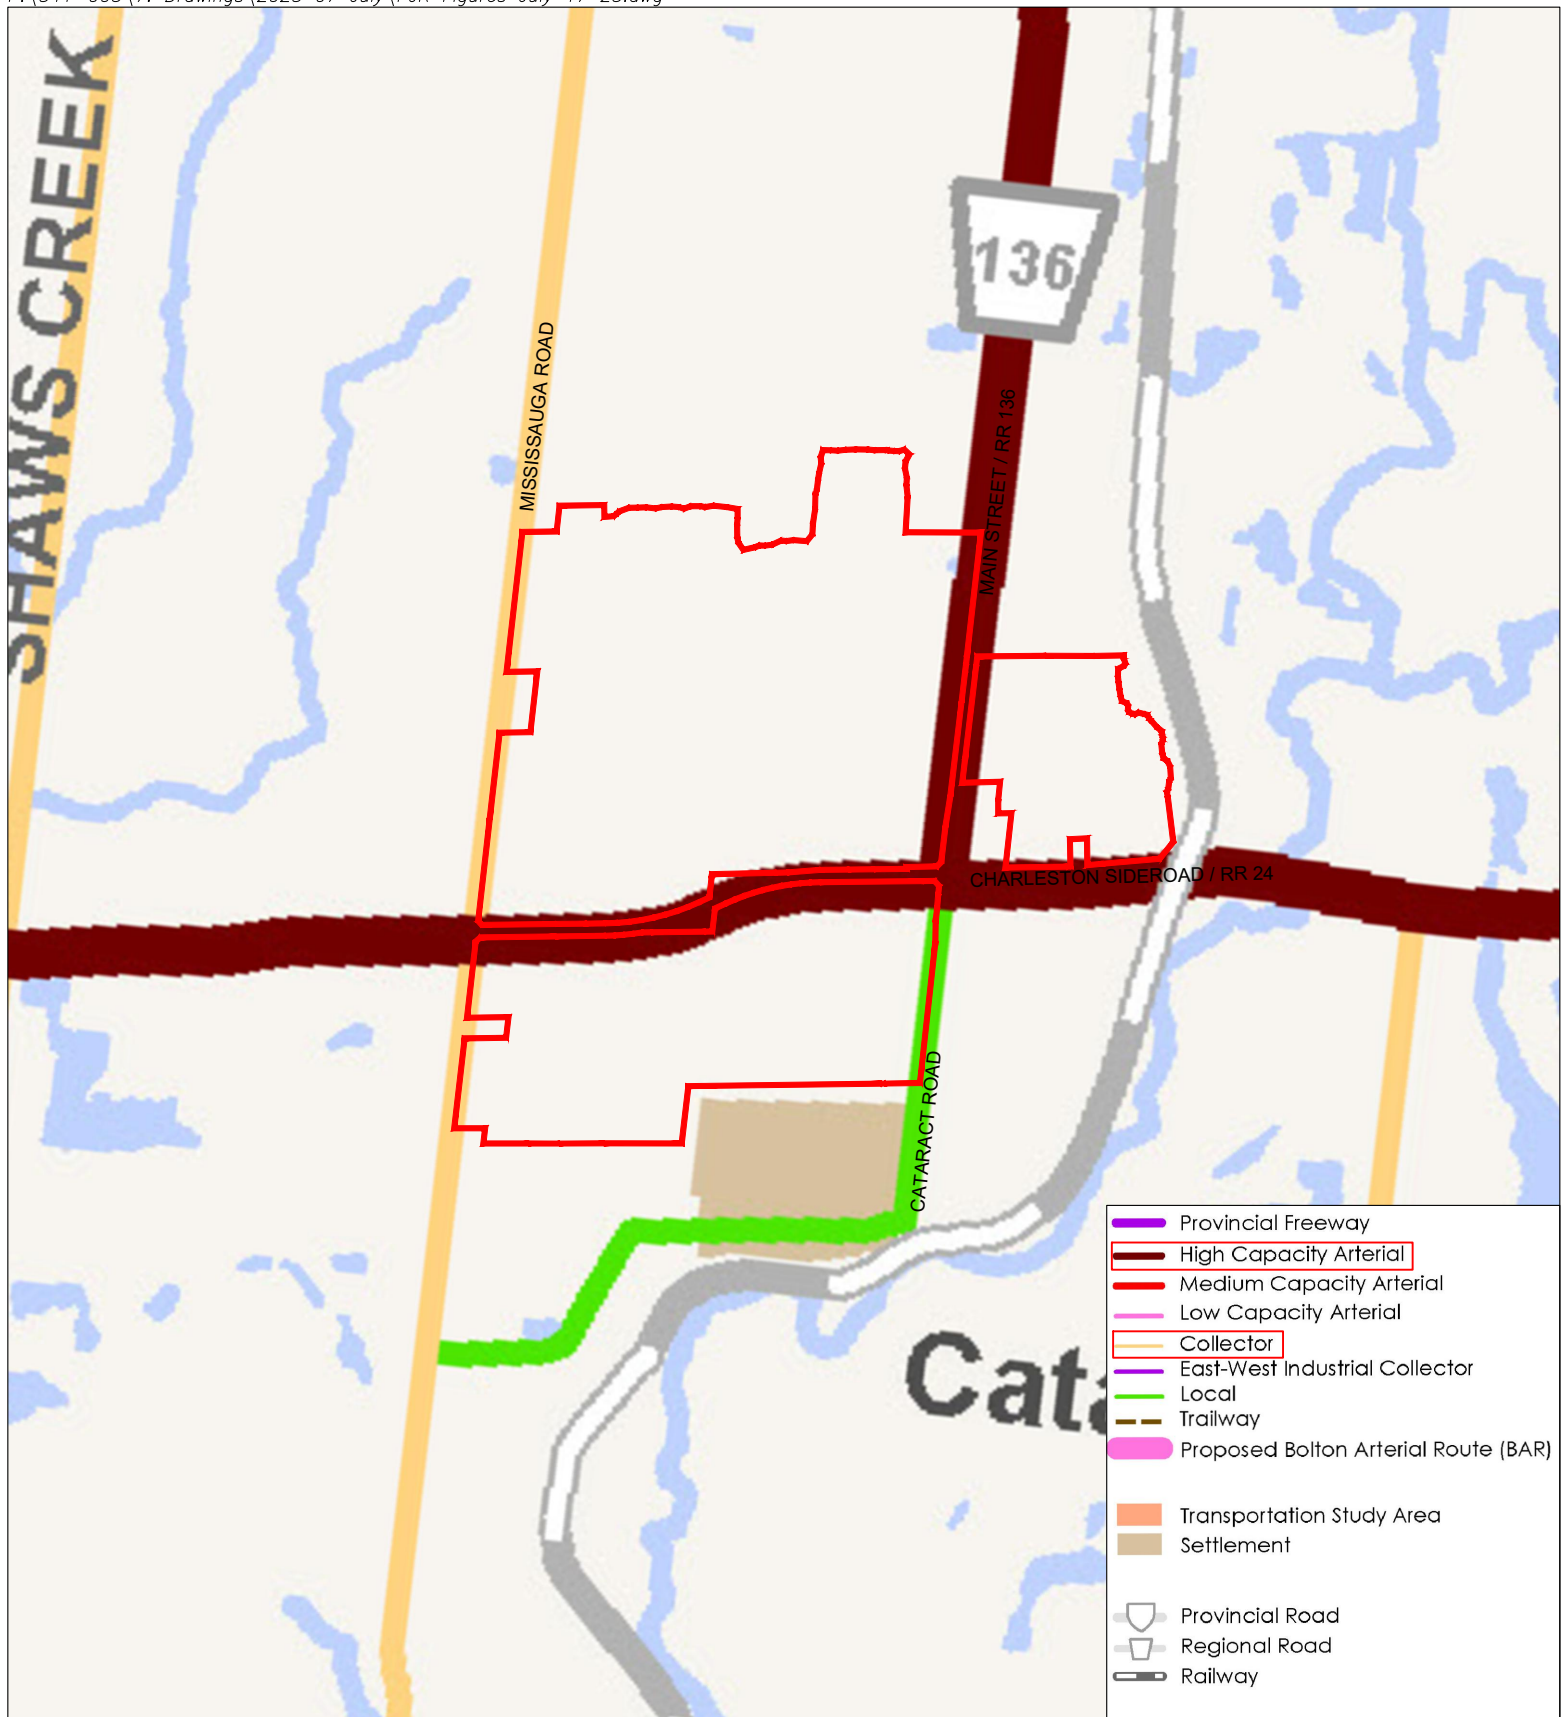 SHAWS CREEK
136
MISSISSAUGA ROAD
MAIN STREET / RR 136
CHARLESTON SIDEROAD / RR 24
CATARACT ROAD
Cata
Provincial Freeway
High Capacity Arterial
Medium Capacity Arterial
Low Capacity Arterial
Collector
East-West Industrial Collector
Local
Trailway
Proposed Bolton Arterial Route (BAR)
Transportation Study Area
Settlement
Provincial Road
Regional Road
Railway